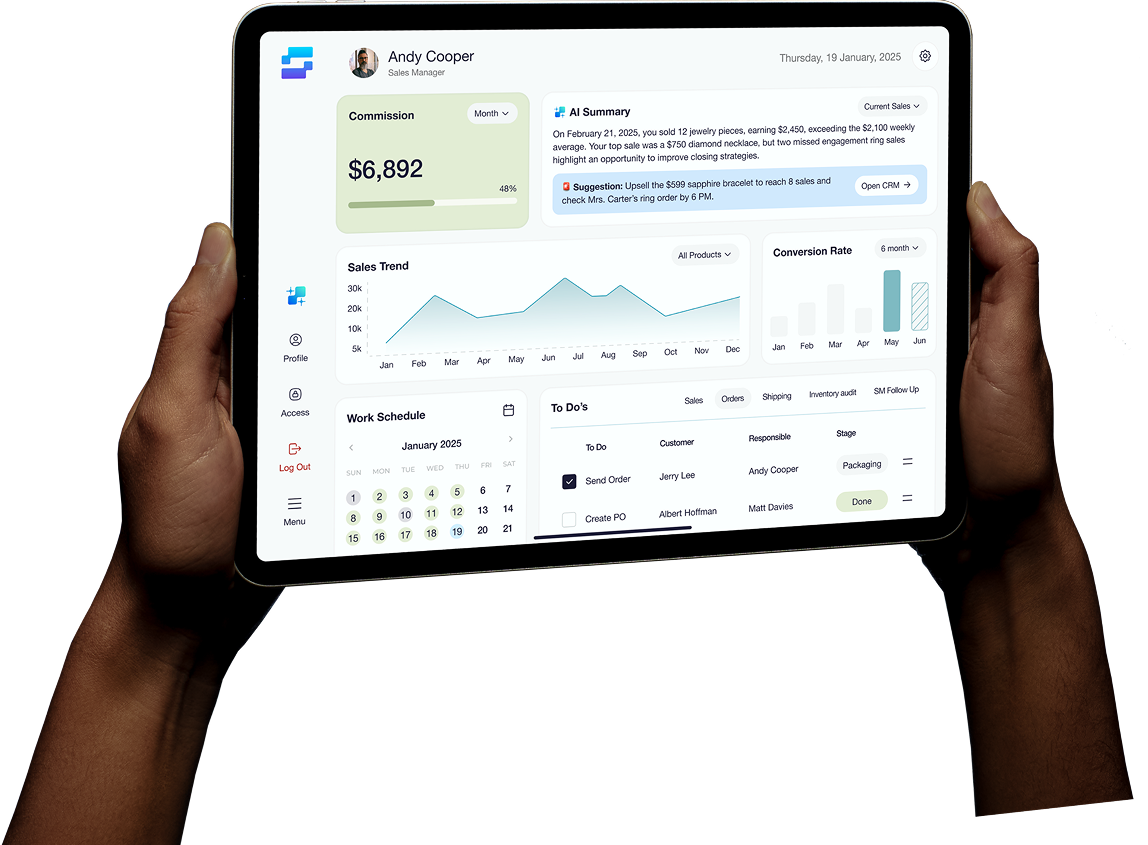 Andy Cooper
Sales Manager
Thursday, 19 January, 2025
Commission
Month
$6,892
48%
AI Summary
Current Sales
On February 21, 2025, you sold 12 jewelry pieces, earning $2,450, exceeding the $2,100 weekly
average. Your top sale was a $750 diamond necklace, but two missed engagement ring sales
highlight an opportunity to improve closing strategies.
Suggestion: Upsell the $599 sapphire bracelet to reach 8 sales and
check Mrs. Carter's ring order by 6 PM.
Open CRM →
Sales Trend
All Products
30k
20k
10k
5k
Jan Feb Mar Apr May Jun Jul Aug Sep Oct Nov Dec
Conversion Rate
6 month
Jan Feb Mar Apr May Jun
Profile
Access
Log Out
Menu
Work Schedule
January 2025
SUN MON TUE WED THU FRI SAT
1 2 3 4 5 6 7
8 9 10 11 12 13 14
15 16 17 18 19 20 21
To Do's
Sales Orders Shipping Inventory audit SM Follow Up
To Do Customer Responsible Stage
Send Order Jerry Lee Andy Cooper Packaging
Create PO Albert Hoffman Matt Davies Done